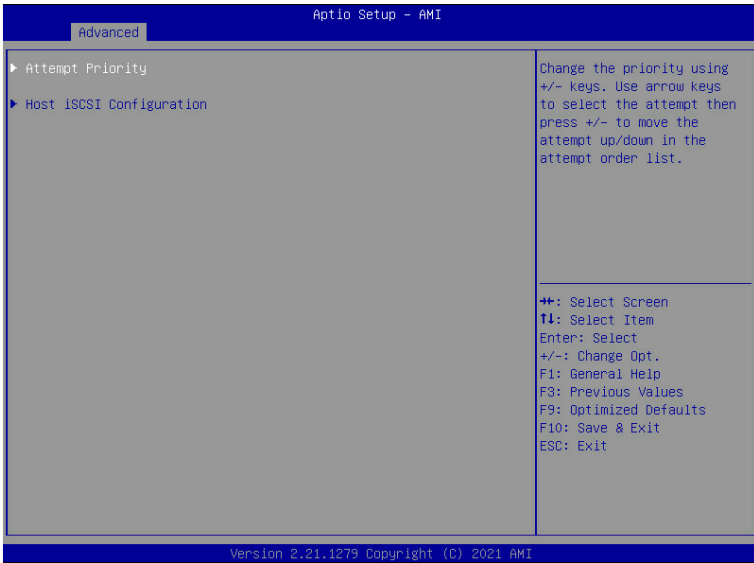 Aptio Setup - AMI
Advanced
Attempt Priority
Host iSCSI Configuration
Change the priority using
+/- keys. Use arrow keys
to select the attempt then
press +/- to move the
attempt up/down in the
attempt order list.
→←: Select Screen
↑↓: Select Item
Enter: Select
+/-: Change Opt.
F1: General Help
F3: Previous Values
F9: Optimized Defaults
F10: Save & Exit
ESC: Exit
Version 2.21.1279 Copyright (C) 2021 AMI